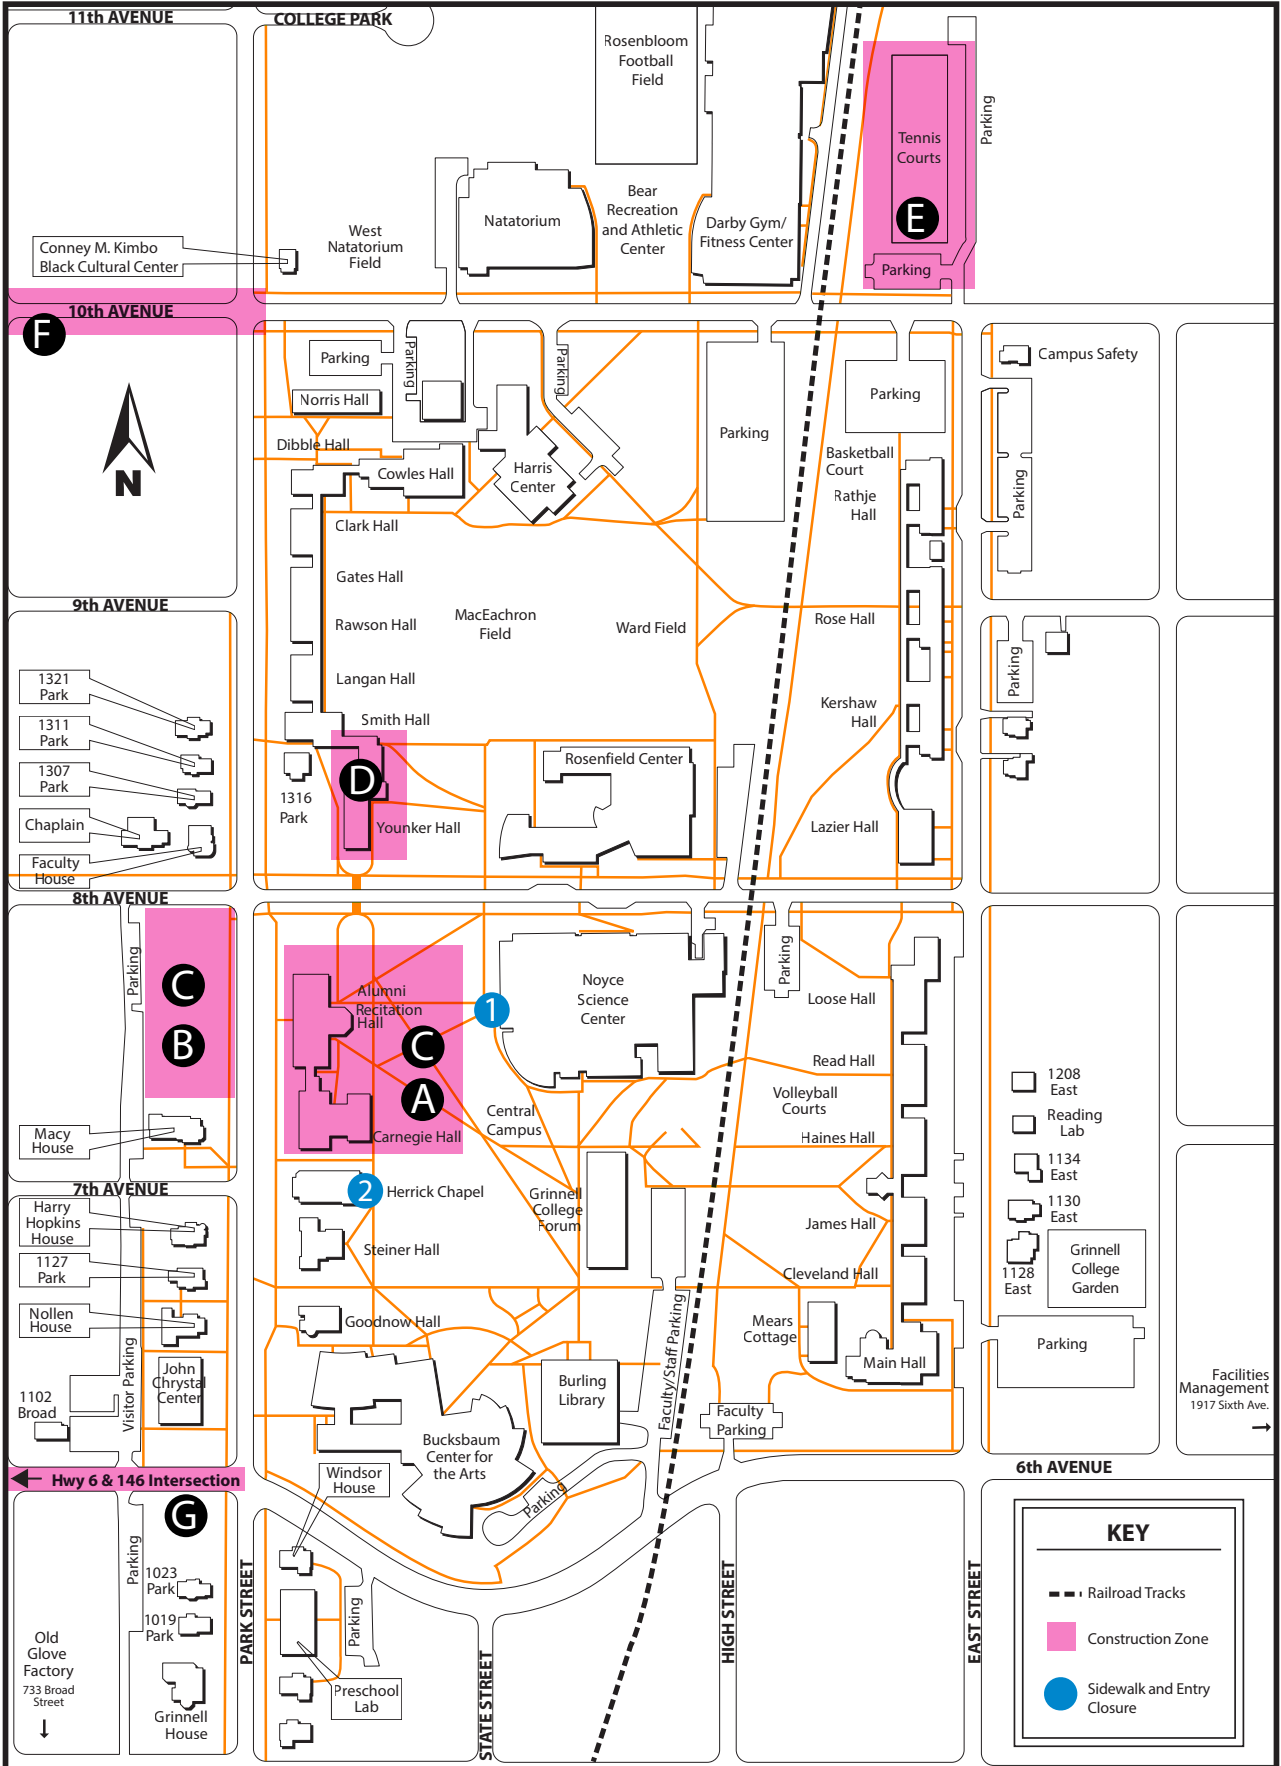 11th AVENUE
COLLEGE PARK
Rosenbloom
Football
Field
Tennis
Courts
Parking
E
Parking
Natatorium
Bear
Recreation
and Athletic
Center
Darby Gym/
Fitness Center
West
Natatorium
Field
Conney M. Kimbo
Black Cultural Center
10th AVENUE
F
N
Parking
Parking
Parking
Norris Hall
Dibble Hall
Cowles Hall
Harris
Center
Parking
Parking
Campus Safety
Parking
Basketball
Court
Rathje
Hall
Clark Hall
Gates Hall
Rawson Hall
Langan Hall
Smith Hall
MacEachron
Field
Ward Field
Rose Hall
Kershaw
Hall
Parking
9th AVENUE
1321
Park
1311
Park
1307
Park
Chaplain
Faculty
House
1316
Park
D
Younker Hall
Rosenfield Center
Lazier Hall
8th AVENUE
Parking
C
B
Alumni
Recitation
Hall
C
A
Carnegie Hall
1
Noyce
Science
Center
Parking
Loose Hall
Read Hall
Volleyball
Courts
Haines Hall
Central
Campus
Macy
House
1208
East
Reading
Lab
1134
East
1130
East
1128
East
Grinnell
College
Garden
7th AVENUE
2
Herrick Chapel
Grinnell
College
Forum
Steiner Hall
James Hall
Cleveland Hall
Harry
Hopkins
House
1127
Park
Nollen
House
Goodnow Hall
Mears
Cottage
Main Hall
Parking
Faculty/Staff Parking
John
Chrystal
Center
Visitor Parking
1102
Broad
Burling
Library
Faculty
Parking
Bucksbaum
Center for
the Arts
Facilities
Management
1917 Sixth Ave.
Hwy 6 & 146 Intersection
6th AVENUE
G
Windsor
House
Parking
Parking
1023
Park
1019
Park
Parking
Preschool
Lab
Old
Glove
Factory
733 Broad
Street
Grinnell
House
PARK STREET
STATE STREET
HIGH STREET
EAST STREET
KEY
Railroad Tracks
Construction Zone
Sidewalk and Entry
Closure